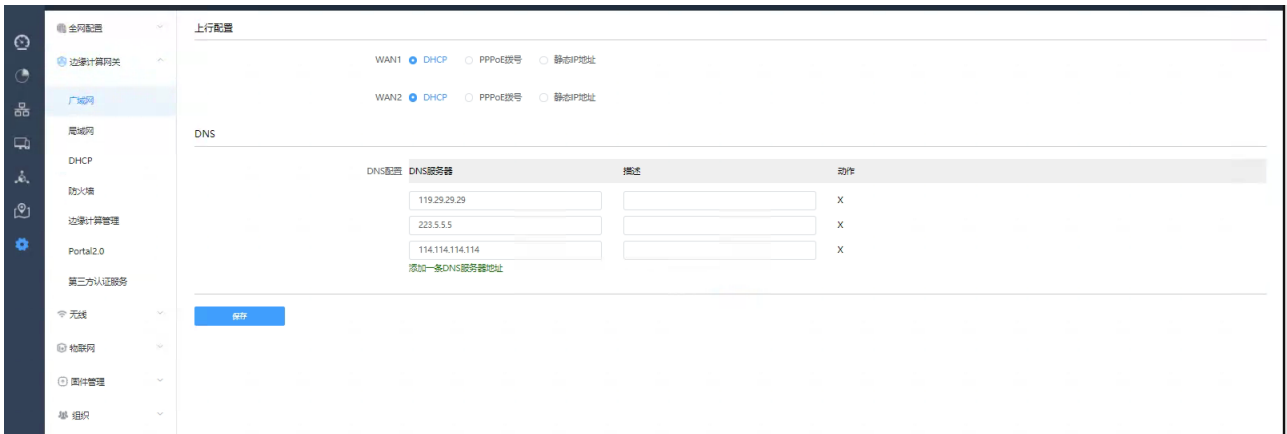 全网配置
边缘计算网关
广域网
局域网
DHCP
防火墙
边缘计算管理
Portal2.0
第三方认证服务
无线
物联网
固件管理
组织
上行配置
WAN1 DHCP PPPoE拨号 静态IP地址
WAN2 DHCP PPPoE拨号 静态IP地址
DNS
DNS配置 DNS服务器 描述 动作
119.29.29.29 X
223.5.5.5 X
114.114.114.114 X
添加一条DNS服务器地址
保存